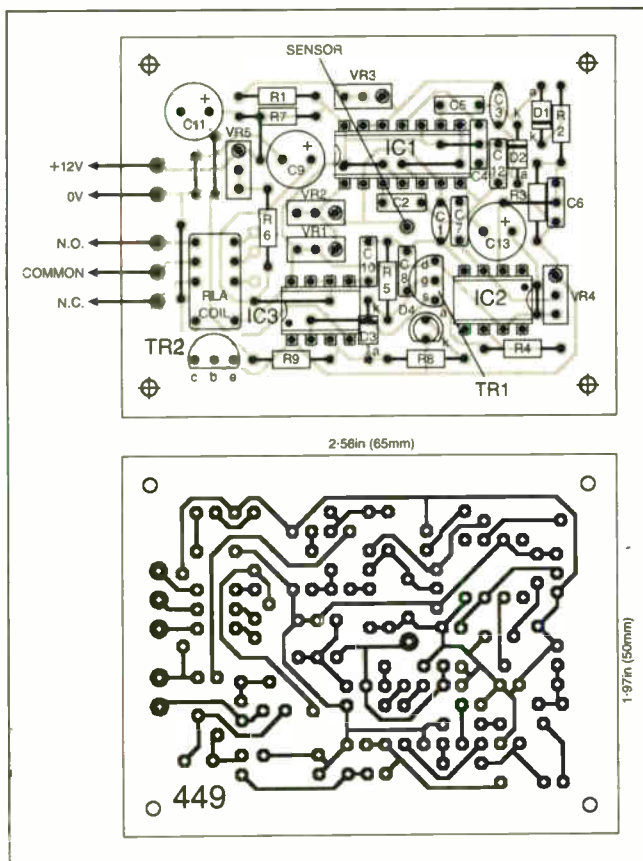 SENSOR
VR3
R1
R7
C11
+
VR5
C9
+
IC1
C5
C3
a
D1
k
R2
k
D2
a
C4
C12
R3
C6
+12V
0V
N.O.
COMMON
N.C.
R6
VR2
VR1
C2
C1
C7
+
C13
RLA
COIL
C10
R5
C8
d
g
s
IC3
k
D3
a
D4
a
k
IC2
VR4
TR2
c b e
R9
R8
R4
TR1
2·56in (65mm)
1·97in (50mm)
449